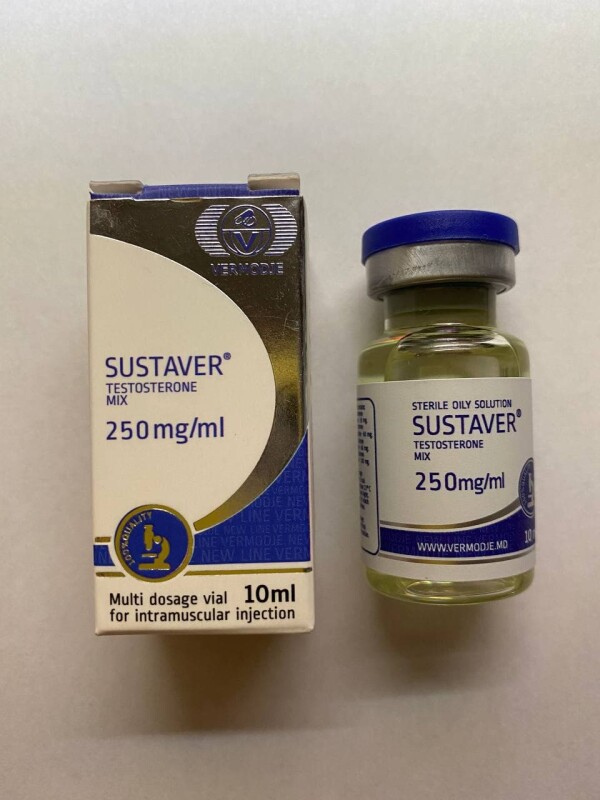 VERMODJE
SUSTAVER®
TESTOSTERONE
MIX
250mg/ml
100% QUALITY
NEW LINE VERM
Multi dosage vial 10ml
for intramuscular injection
STERILE OILY SOLUTION
SUSTAVER®
TESTOSTERONE
MIX
250mg/ml
WWW.VERMODJE.MD